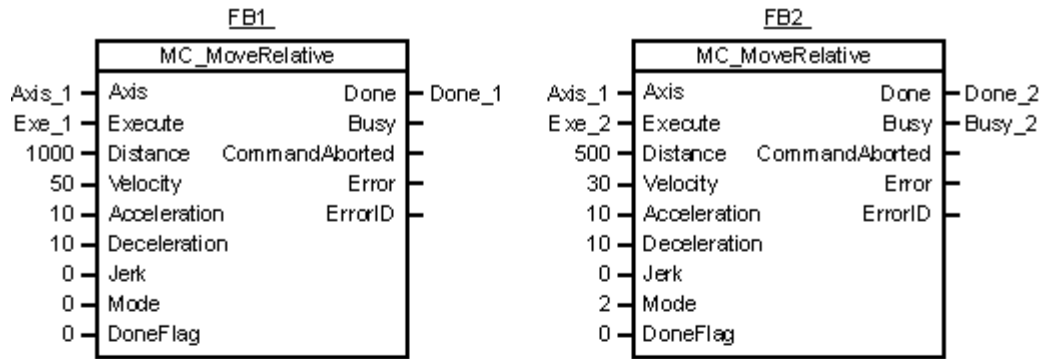 FB1 FB2
MC_MoveRelative MC_MoveRelative
Axis_1 Axis Done Done_1 Axis_1 Axis Done Done_2
Exe_1 Execute Busy Exe_2 Execute Busy Busy_2
1000 Distance CommandAborted 500 Distance CommandAborted
50 Velocity Error 30 Velocity Error
10 Acceleration ErrorID 10 Acceleration ErrorID
10 Deceleration 10 Deceleration
0 Jerk 0 Jerk
0 Mode 2 Mode
0 DoneFlag 0 DoneFlag